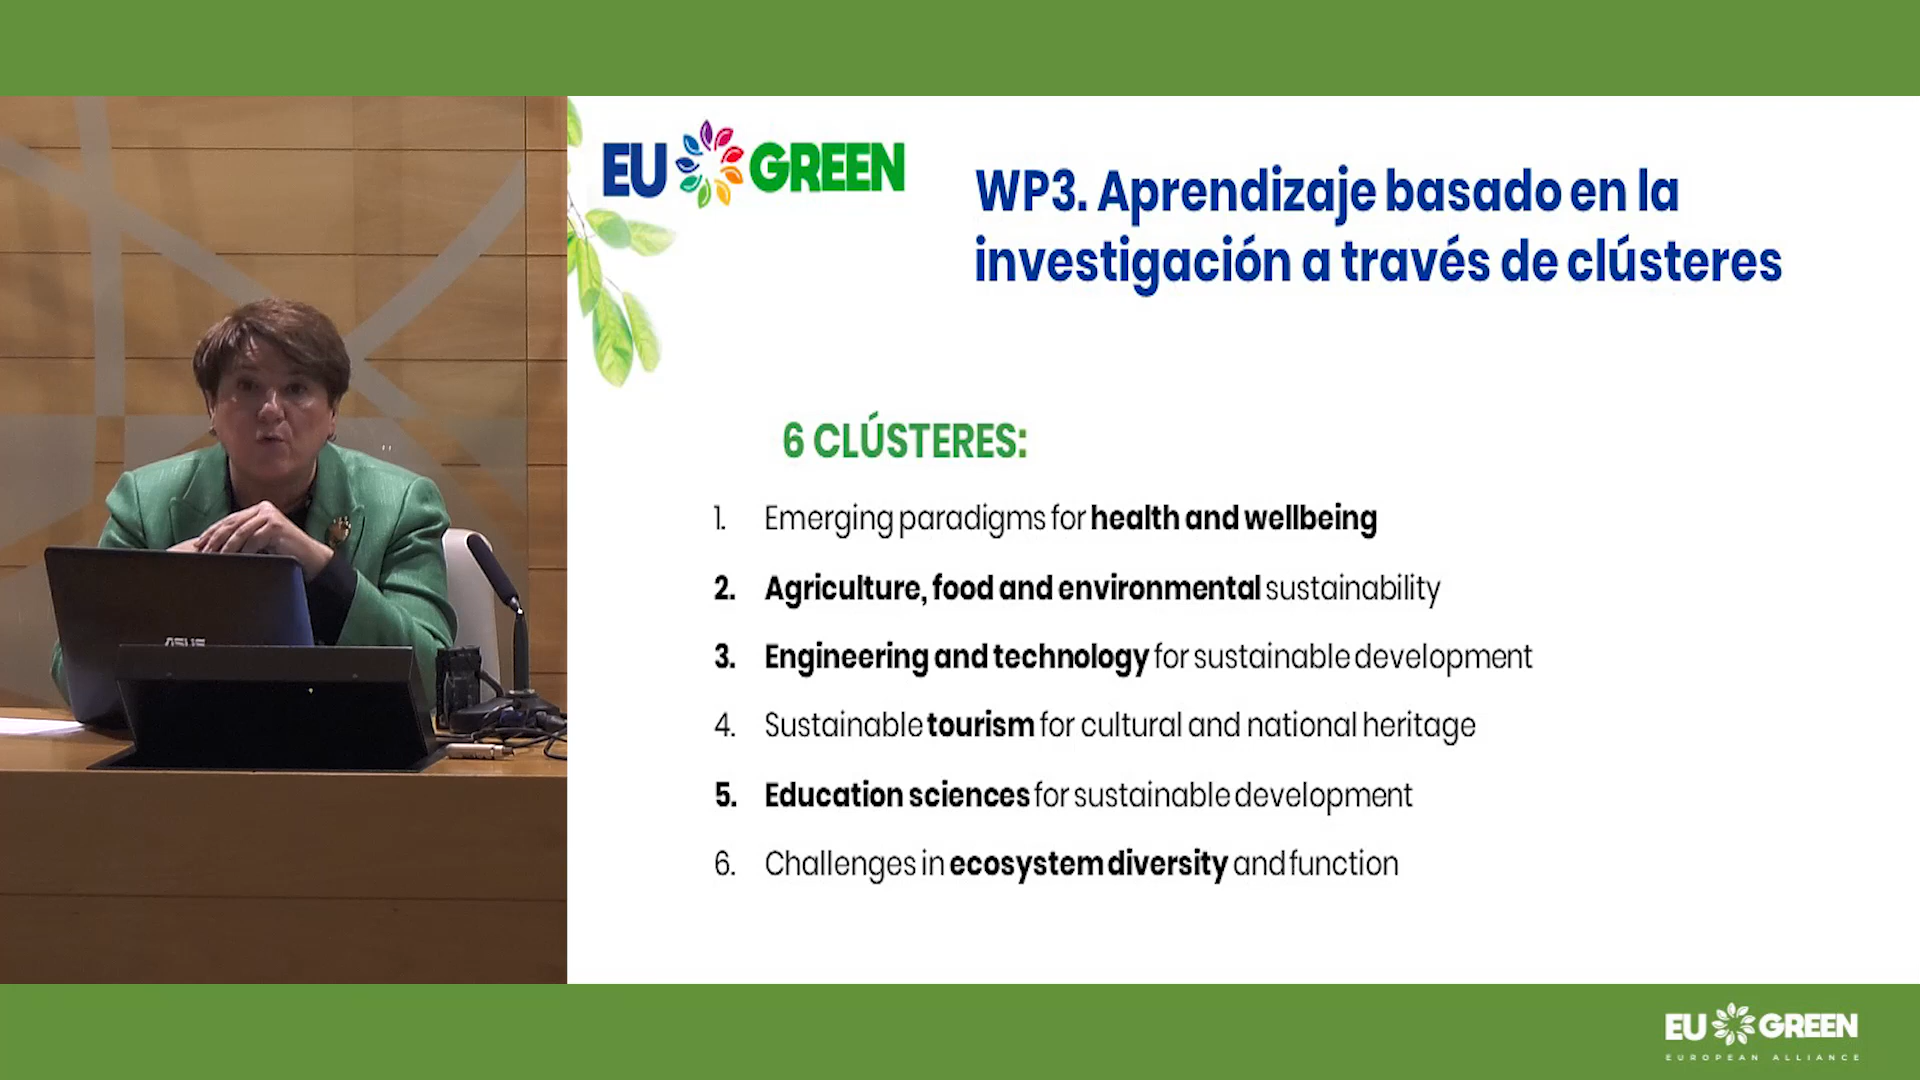 EU GREEN
WP3. Aprendizaje basado en la
investigación a través de clústeres
6 CLÚSTERES:
1. Emerging paradigms for health and wellbeing
2. Agriculture, food and environmental sustainability
3. Engineering and technology for sustainable development
4. Sustainable tourism for cultural and national heritage
5. Education sciences for sustainable development
6. Challenges in ecosystem diversity and function
ASUS
EU GREEN
EUROPEAN ALLIANCE